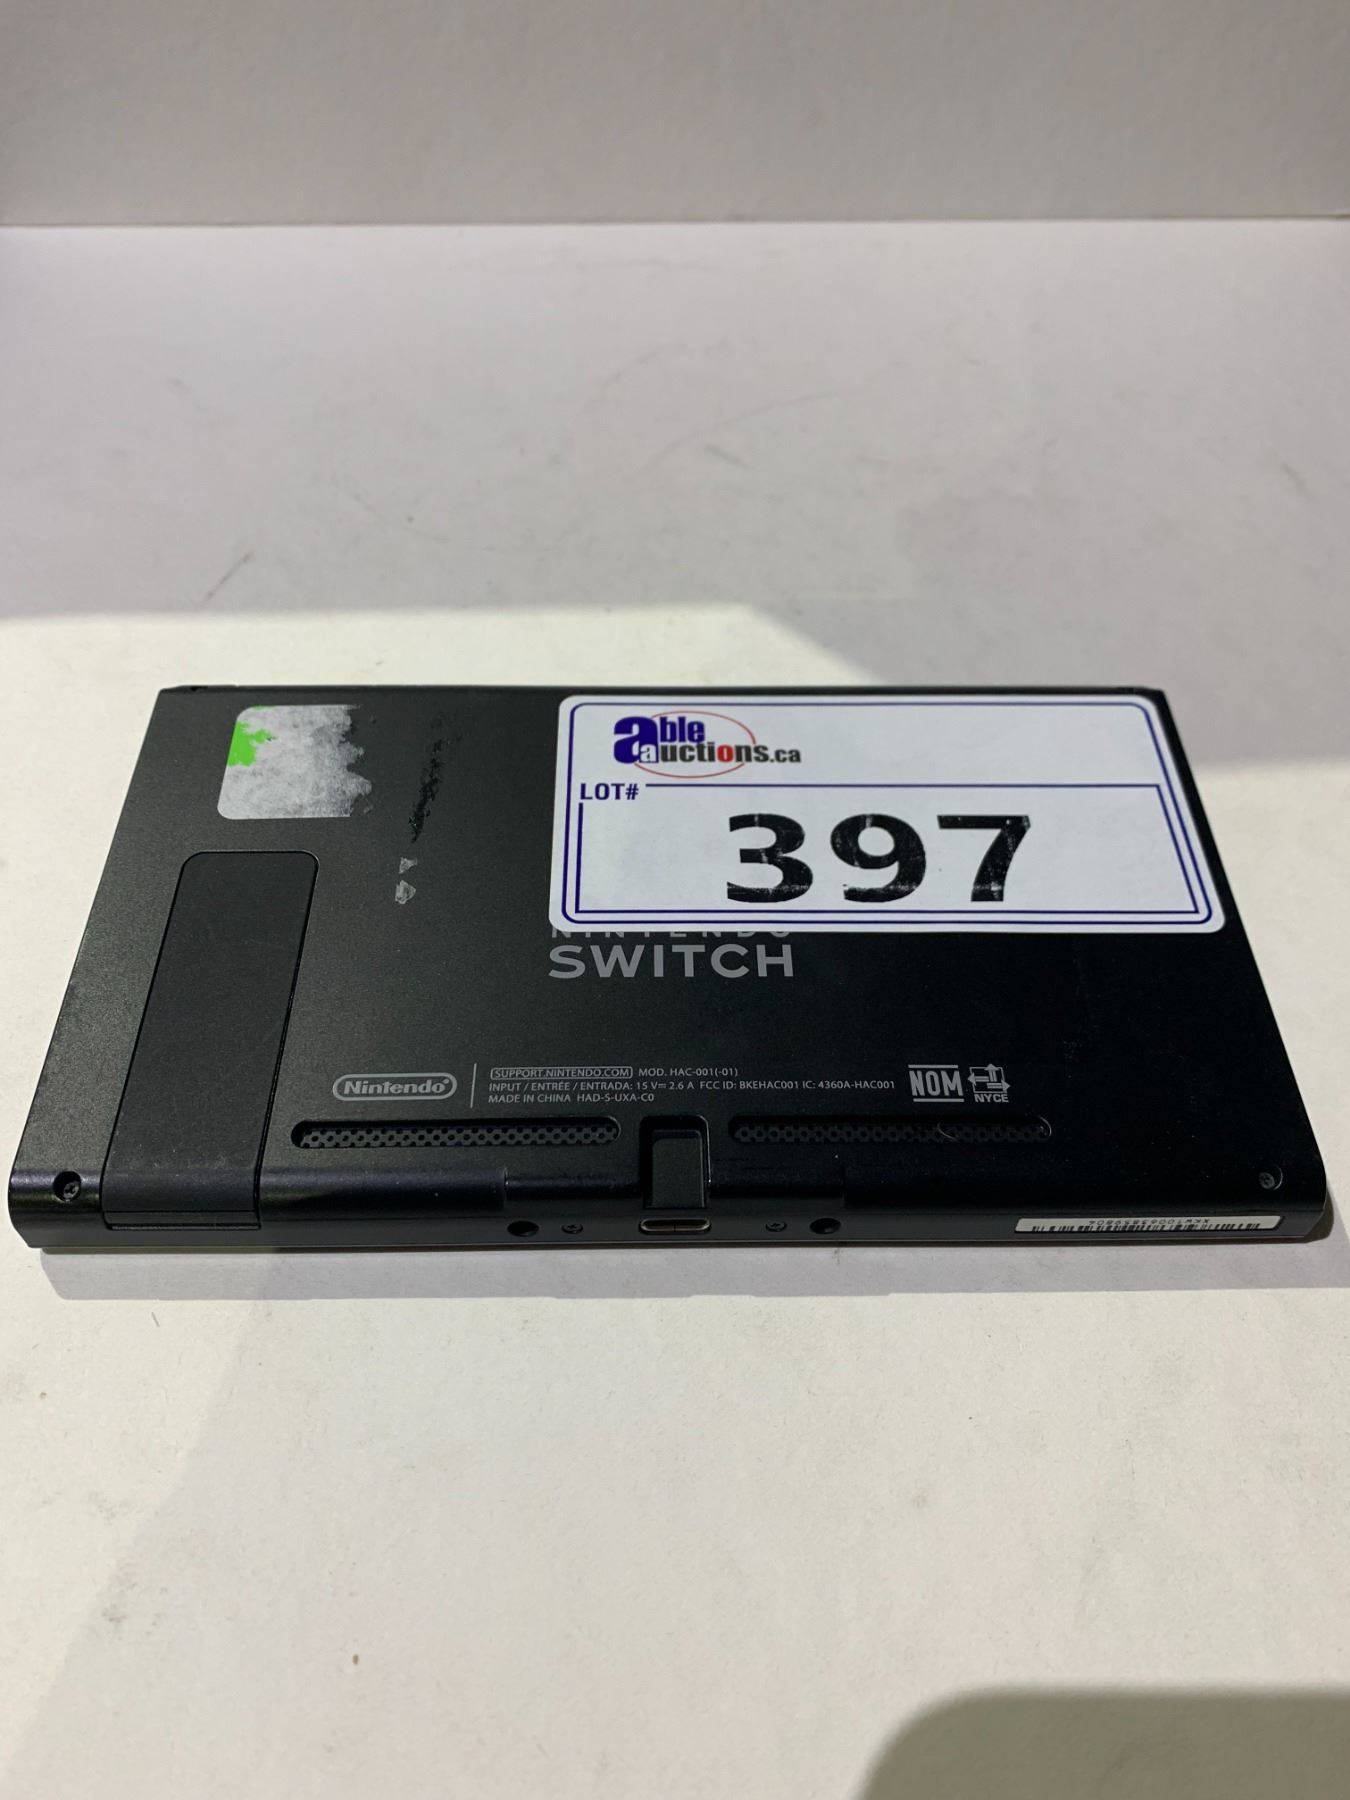 able
auctions.ca
LOT#
397
NINTENDO
SWITCH
Nintendo®
SUPPORT.NINTENDO.COM MOD. HAC-001(-01)
INPUT / ENTRÉE / ENTRADA: 15 V⎓ 2.6 A FCC ID: BKEHAC001 IC: 4360A-HAC001
MADE IN CHINA HAD-S-UXA-C0
NOM
NYCE